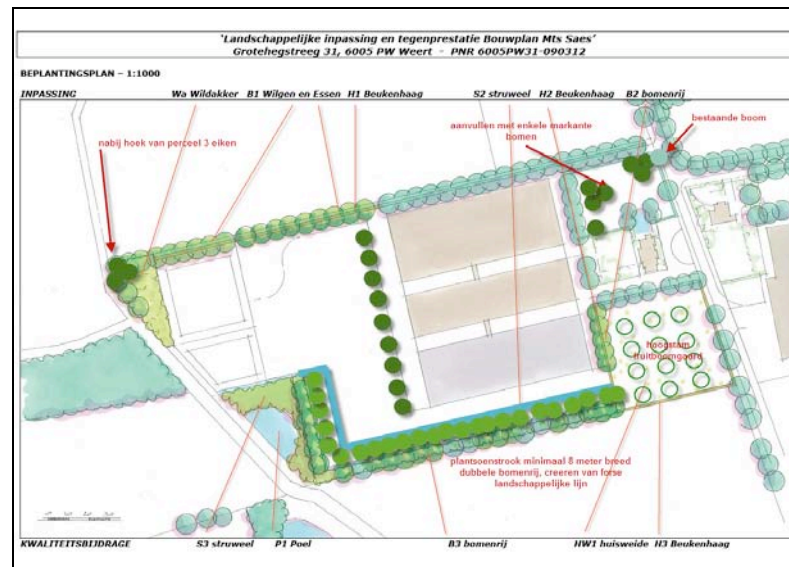 'Landschappelijke inpassing en tegenprestatie Bouwplan Mts Saes'
Grotehegstreeg 31, 6005 PW Weert - PNR 6005PW31-090312
BEPLANTINGSPLAN – 1:1000
INPASSING Wa Wildakker B1 Wilgen en Essen H1 Beukenhaag S2 struweel H2 Beukenhaag B2 bomenrij
bestaande boom
aanvullen met enkele markante
bomen
nabij hoek van perceel 3 eiken
hoogstam
fruitboomgaard
plantsoenstrook minimaal 8 meter breed
dubbele bomenrij, creeren van forse
landschappelijke lijn
KWALITEITSBIJDRAGE S3 struweel P1 Poel B3 bomenrij HW1 huisweide H3 Beukenhaag